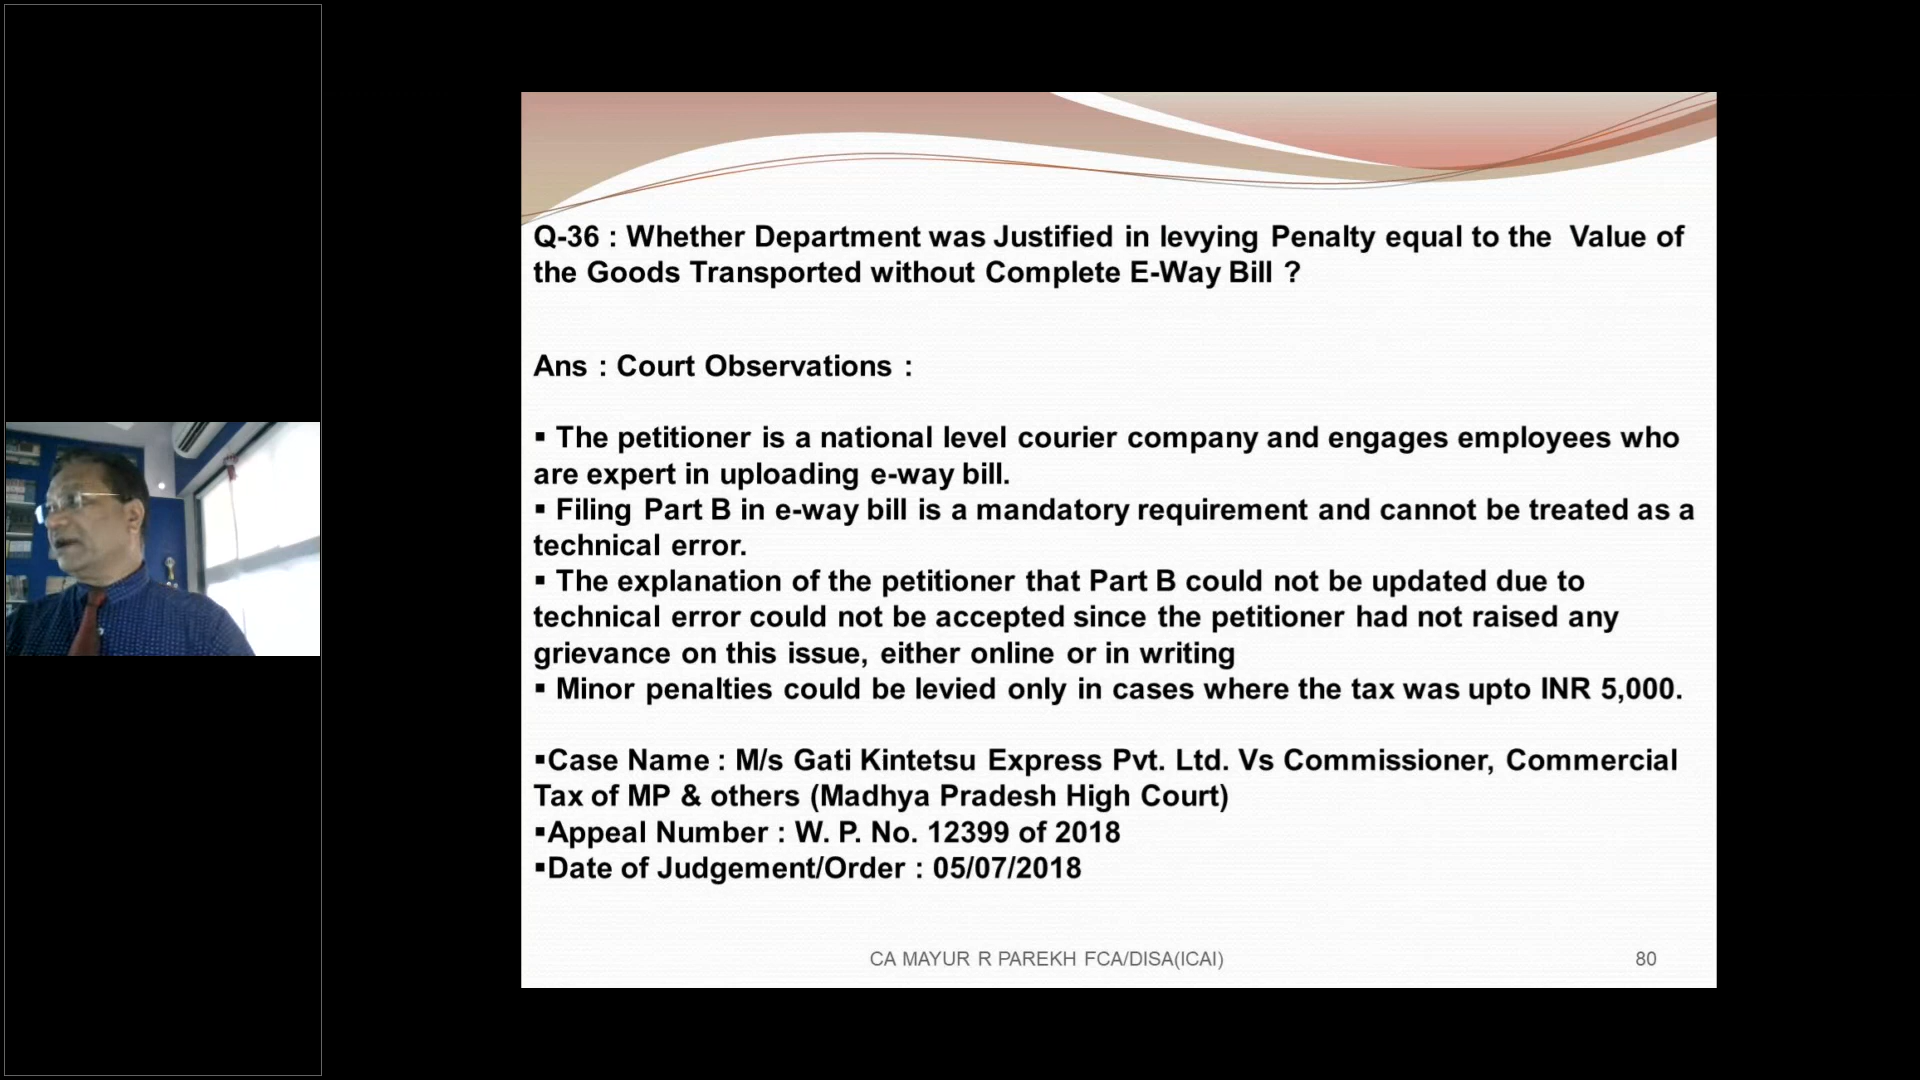 Q-36 : Whether Department was Justified in levying Penalty equal to the Value of
the Goods Transported without Complete E-Way Bill ?
Ans : Court Observations :
▪ The petitioner is a national level courier company and engages employees who
are expert in uploading e-way bill.
▪ Filing Part B in e-way bill is a mandatory requirement and cannot be treated as a
technical error.
▪ The explanation of the petitioner that Part B could not be updated due to
technical error could not be accepted since the petitioner had not raised any
grievance on this issue, either online or in writing
▪ Minor penalties could be levied only in cases where the tax was upto INR 5,000.
▪Case Name : M/s Gati Kintetsu Express Pvt. Ltd. Vs Commissioner, Commercial
Tax of MP & others (Madhya Pradesh High Court)
▪Appeal Number : W. P. No. 12399 of 2018
▪Date of Judgement/Order : 05/07/2018
CA MAYUR R PAREKH FCA/DISA(ICAI) 80